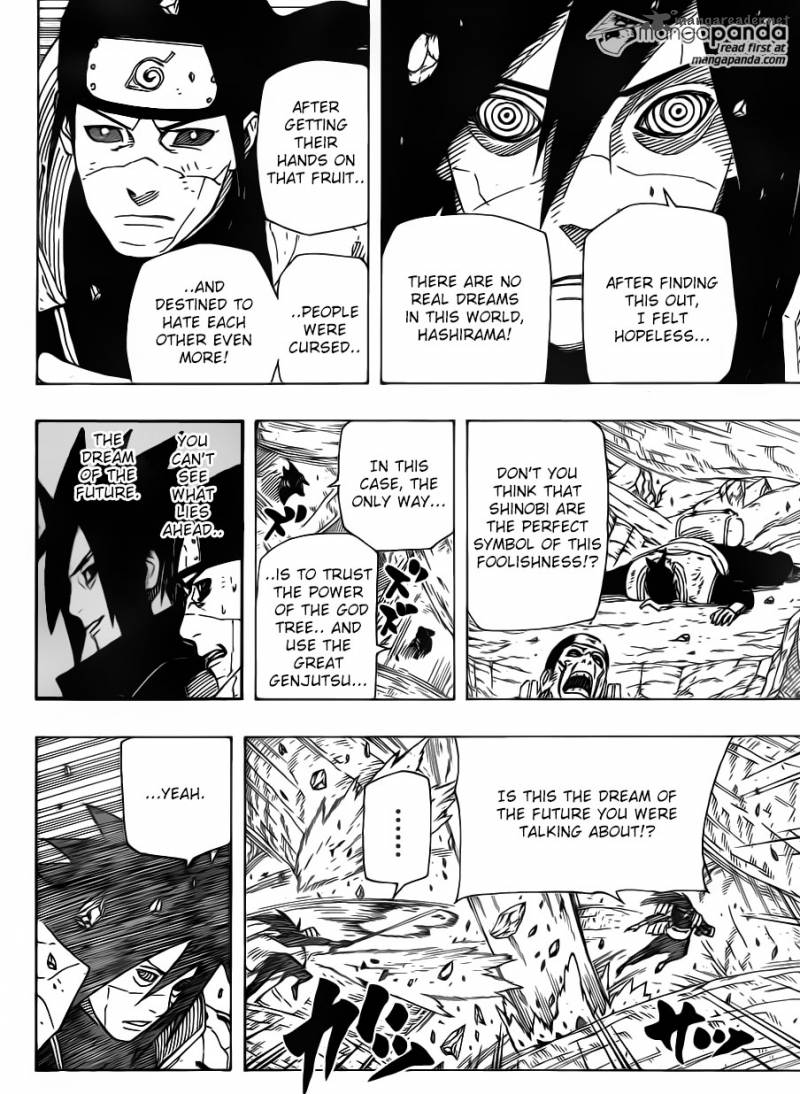 mangareader.net
mangapanda
read first at
mangapanda.com
AFTER FINDING
THIS OUT,
I FELT
HOPELESS...
THERE ARE NO
REAL DREAMS
IN THIS WORLD,
HASHIRAMA!
AFTER
GETTING
THEIR
HANDS ON
THAT FRUIT..
..PEOPLE
WERE
CURSED..
..AND
DESTINED TO
HATE EACH
OTHER EVEN
MORE!
DON'T YOU
THINK THAT
SHINOBI ARE
THE PERFECT
SYMBOL OF THIS
FOOLISHNESS!?
IN THIS
CASE, THE
ONLY WAY...
ズズ
..IS TO TRUST
THE POWER
OF THE GOD
TREE.. AND
USE THE
GREAT
GENJUTSU...
ズズ
YOU
CAN'T
SEE
WHAT
LIES
AHEAD..
THE
DREAM
OF THE
FUTURE.
IS THIS THE DREAM OF
THE FUTURE YOU WERE
TALKING ABOUT!?
......
...YEAH.